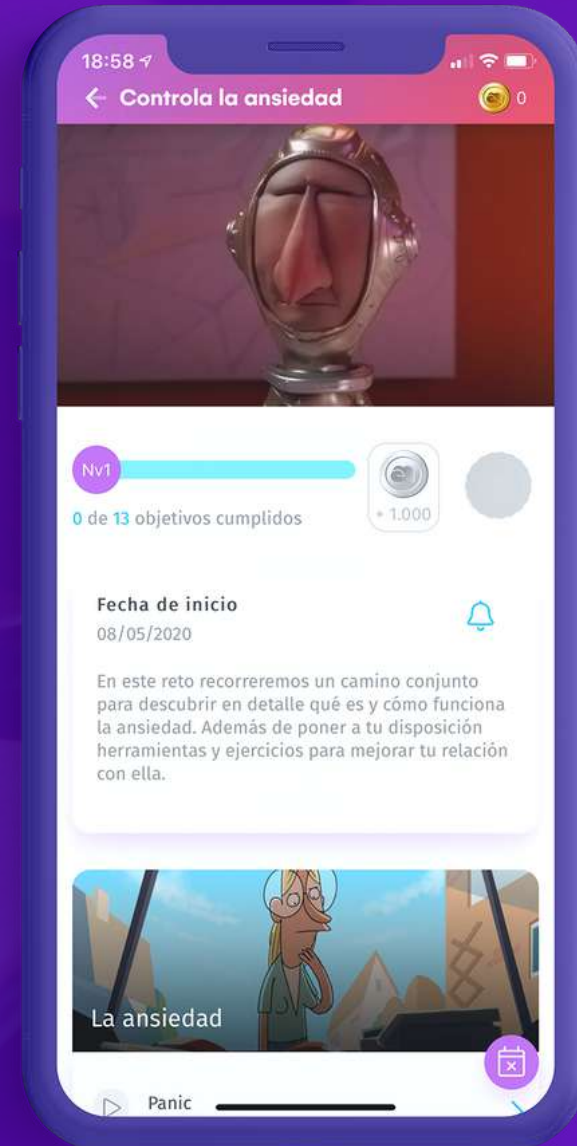 18:58
Controla la ansiedad
0
Nv1
+ 1.000
0 de 13 objetivos cumplidos
Fecha de inicio
08/05/2020
En este reto recorreremos un camino conjunto
para descubrir en detalle qué es y cómo funciona
la ansiedad. Además de poner a tu disposición
herramientas y ejercicios para mejorar tu relación
con ella.
La ansiedad
Panic